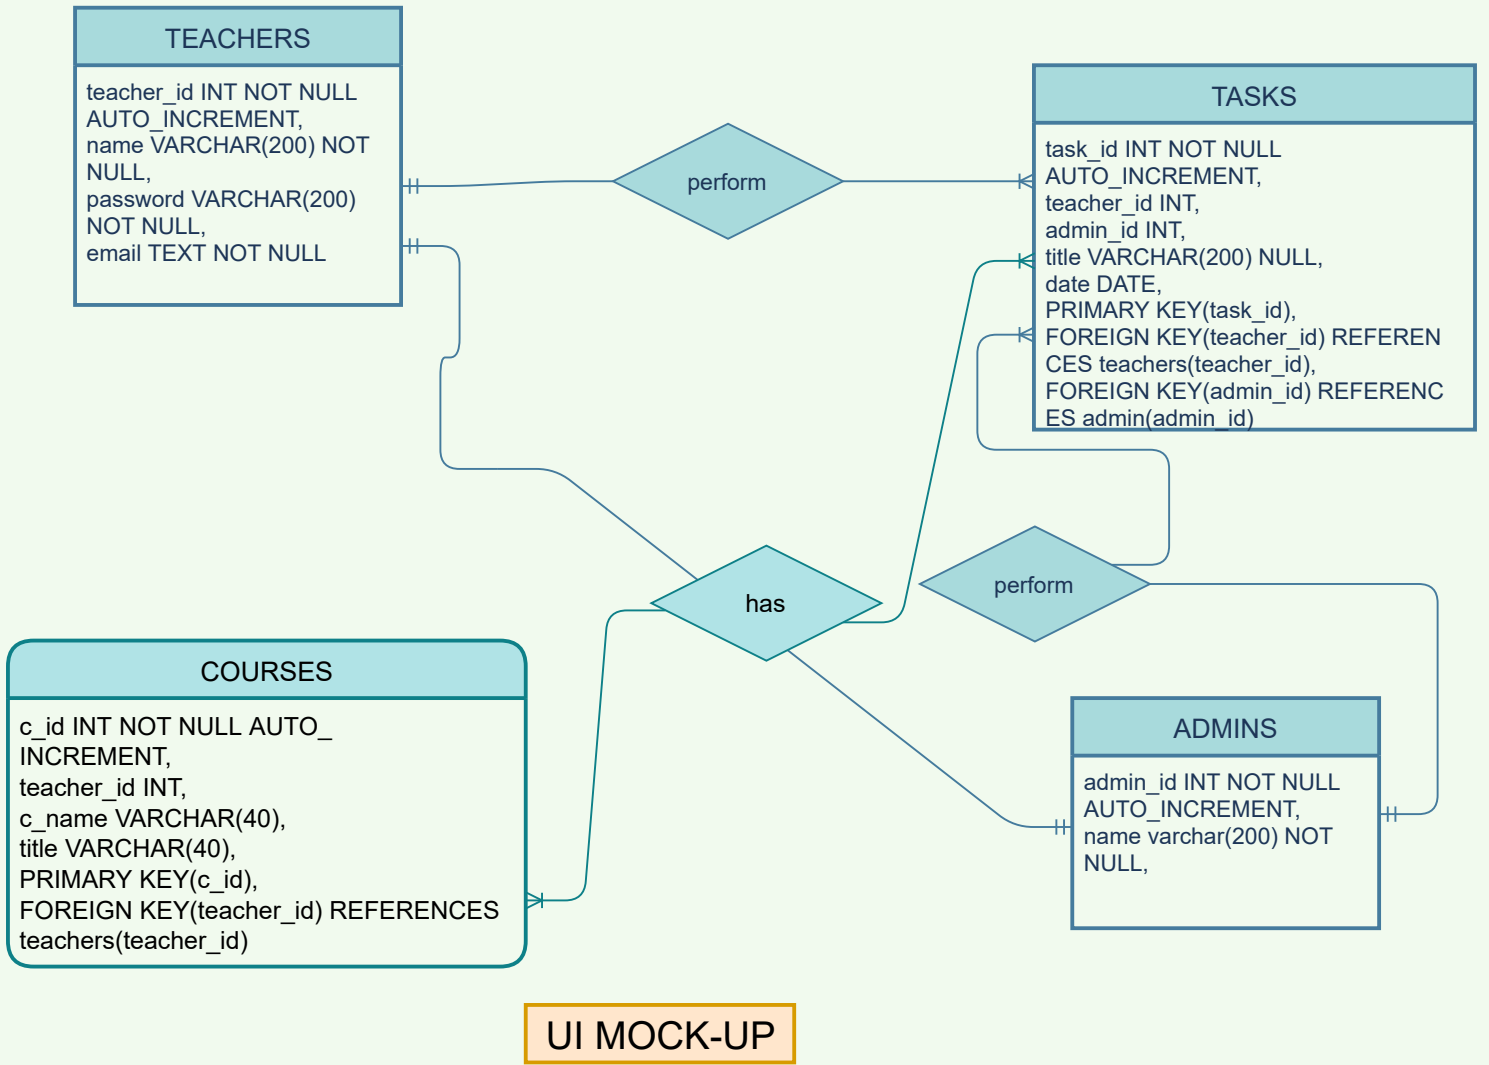 TEACHERS
teacher_id INT NOT NULL
AUTO_INCREMENT,
name VARCHAR(200) NOT
NULL,
password VARCHAR(200)
NOT NULL,
email TEXT NOT NULL
perform
TASKS
task_id INT NOT NULL
AUTO_INCREMENT,
teacher_id INT,
admin_id INT,
title VARCHAR(200) NULL,
date DATE,
PRIMARY KEY(task_id),
FOREIGN KEY(teacher_id) REFEREN
CES teachers(teacher_id),
FOREIGN KEY(admin_id) REFERENC
ES admin(admin_id)
has
perform
COURSES
c_id INT NOT NULL AUTO_
INCREMENT,
teacher_id INT,
c_name VARCHAR(40),
title VARCHAR(40),
PRIMARY KEY(c_id),
FOREIGN KEY(teacher_id) REFERENCES
teachers(teacher_id)
ADMINS
admin_id INT NOT NULL
AUTO_INCREMENT,
name varchar(200) NOT
NULL,
UI MOCK-UP